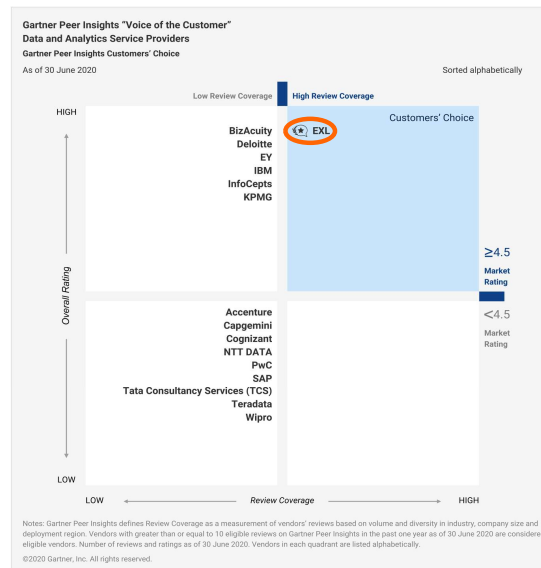 Gartner Peer Insights “Voice of the Customer”
Data and Analytics Service Providers
Gartner Peer Insights Customers’ Choice
As of 30 June 2020
Sorted alphabetically
Low Review Coverage
High Review Coverage
HIGH
Customers’ Choice
BizAcuity
EXL
Deloitte
EY
IBM
InfoCepts
KPMG
≥4.5
Market
Rating
Overall Rating
<4.5
Market
Rating
Accenture
Capgemini
Cognizant
NTT DATA
PwC
SAP
Tata Consultancy Services (TCS)
Teradata
Wipro
LOW
LOW
Review Coverage
HIGH
Notes: Gartner Peer Insights defines Review Coverage as a measurement of vendors’ reviews based on volume and diversity in industry, company size and
deployment region. Vendors with greater than or equal to 10 eligible reviews on Gartner Peer Insights in the past one year as of 30 June 2020 are considere
eligible vendors. Number of reviews and ratings as of 30 June 2020. Vendors in each quadrant are listed alphabetically.
©2020 Gartner, Inc. All rights reserved.